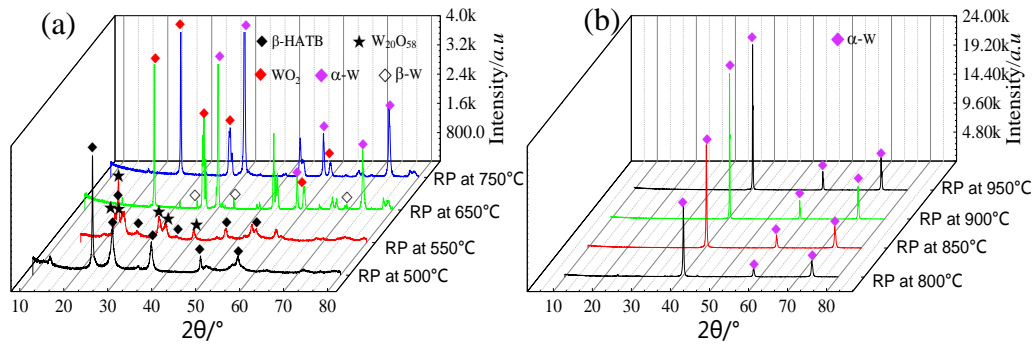 (a)
4.0k
3.2k
2.4k
1.6k
800.0
Intensity/a.u
β-HATB
W20O58
WO2
α-W
β-W
RP at 750°C
RP at 650°C
RP at 550°C
RP at 500°C
10 20 30 40 50 60 70 80
2θ/°
(b)
24.00k
19.20k
14.40k
9.60k
4.80k
Intensity/a.u
α-W
RP at 950°C
RP at 900°C
RP at 850°C
RP at 800°C
10 20 30 40 50 60 70 80
2θ/°